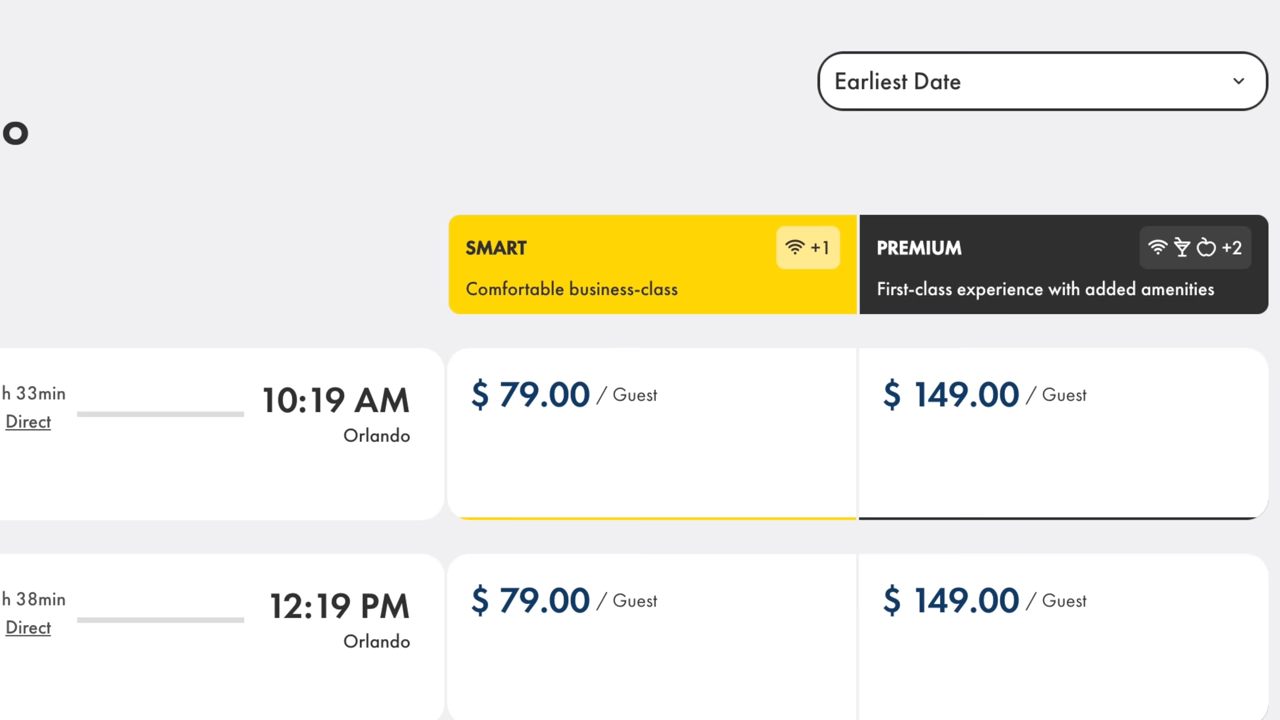 Earliest Date
o
SMART
+1
PREMIUM
+2
Comfortable business-class
First-class experience with added amenities
h 33min
Direct
10:19 AM
Orlando
$ 79.00 / Guest
$ 149.00 / Guest
h 38min
Direct
12:19 PM
Orlando
$ 79.00 / Guest
$ 149.00 / Guest